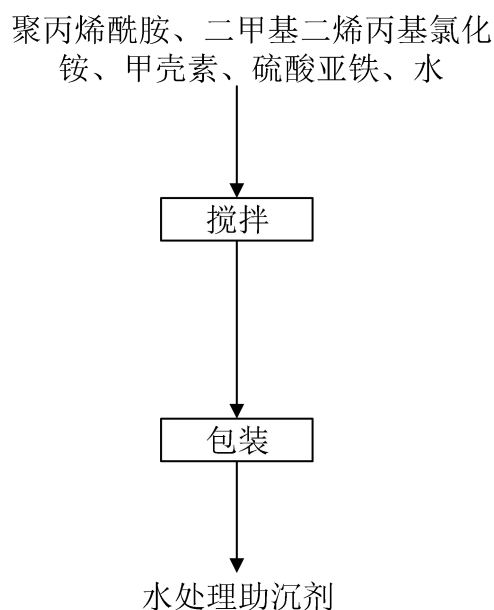 聚丙烯酰胺、二甲基二烯丙基氯化
铵、甲壳素、硫酸亚铁、水
搅拌
包装
水处理助沉剂